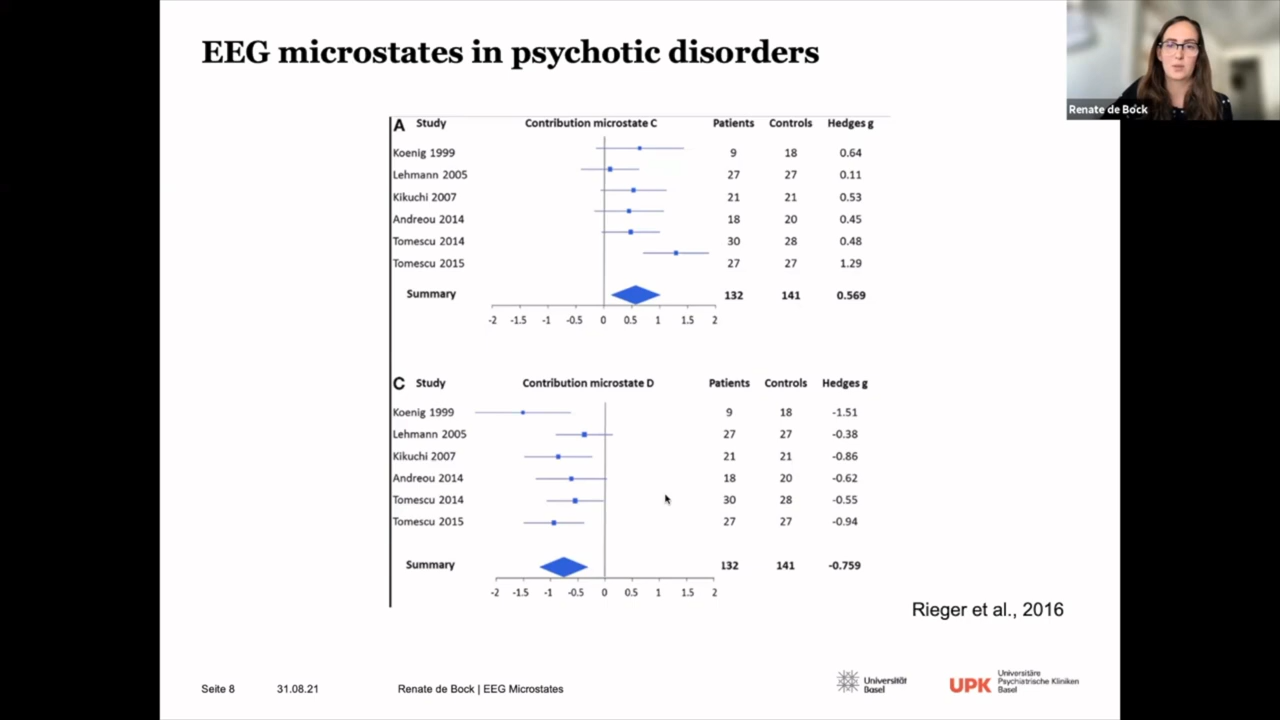 EEG microstates in psychotic disorders
Renate de Bock
A Study Contribution microstate C Patients Controls Hedges g
Koenig 1999 9 18 0.64
Lehmann 2005 27 27 0.11
Kikuchi 2007 21 21 0.53
Andreou 2014 18 20 0.45
Tomescu 2014 30 28 0.48
Tomescu 2015 27 27 1.29
Summary 132 141 0.569
-2 -1.5 -1 -0.5 0 0.5 1 1.5 2
C Study Contribution microstate D Patients Controls Hedges g
Koenig 1999 9 18 -1.51
Lehmann 2005 27 27 -0.38
Kikuchi 2007 21 21 -0.86
Andreou 2014 18 20 -0.62
Tomescu 2014 30 28 -0.55
Tomescu 2015 27 27 -0.94
Summary 132 141 -0.759
-2 -1.5 -1 -0.5 0 0.5 1 1.5 2
Rieger et al., 2016
Seite 8 31.08.21 Renate de Bock | EEG Microstates
Universität
Basel
UPK
Universitäre
Psychiatrische Kliniken
Basel